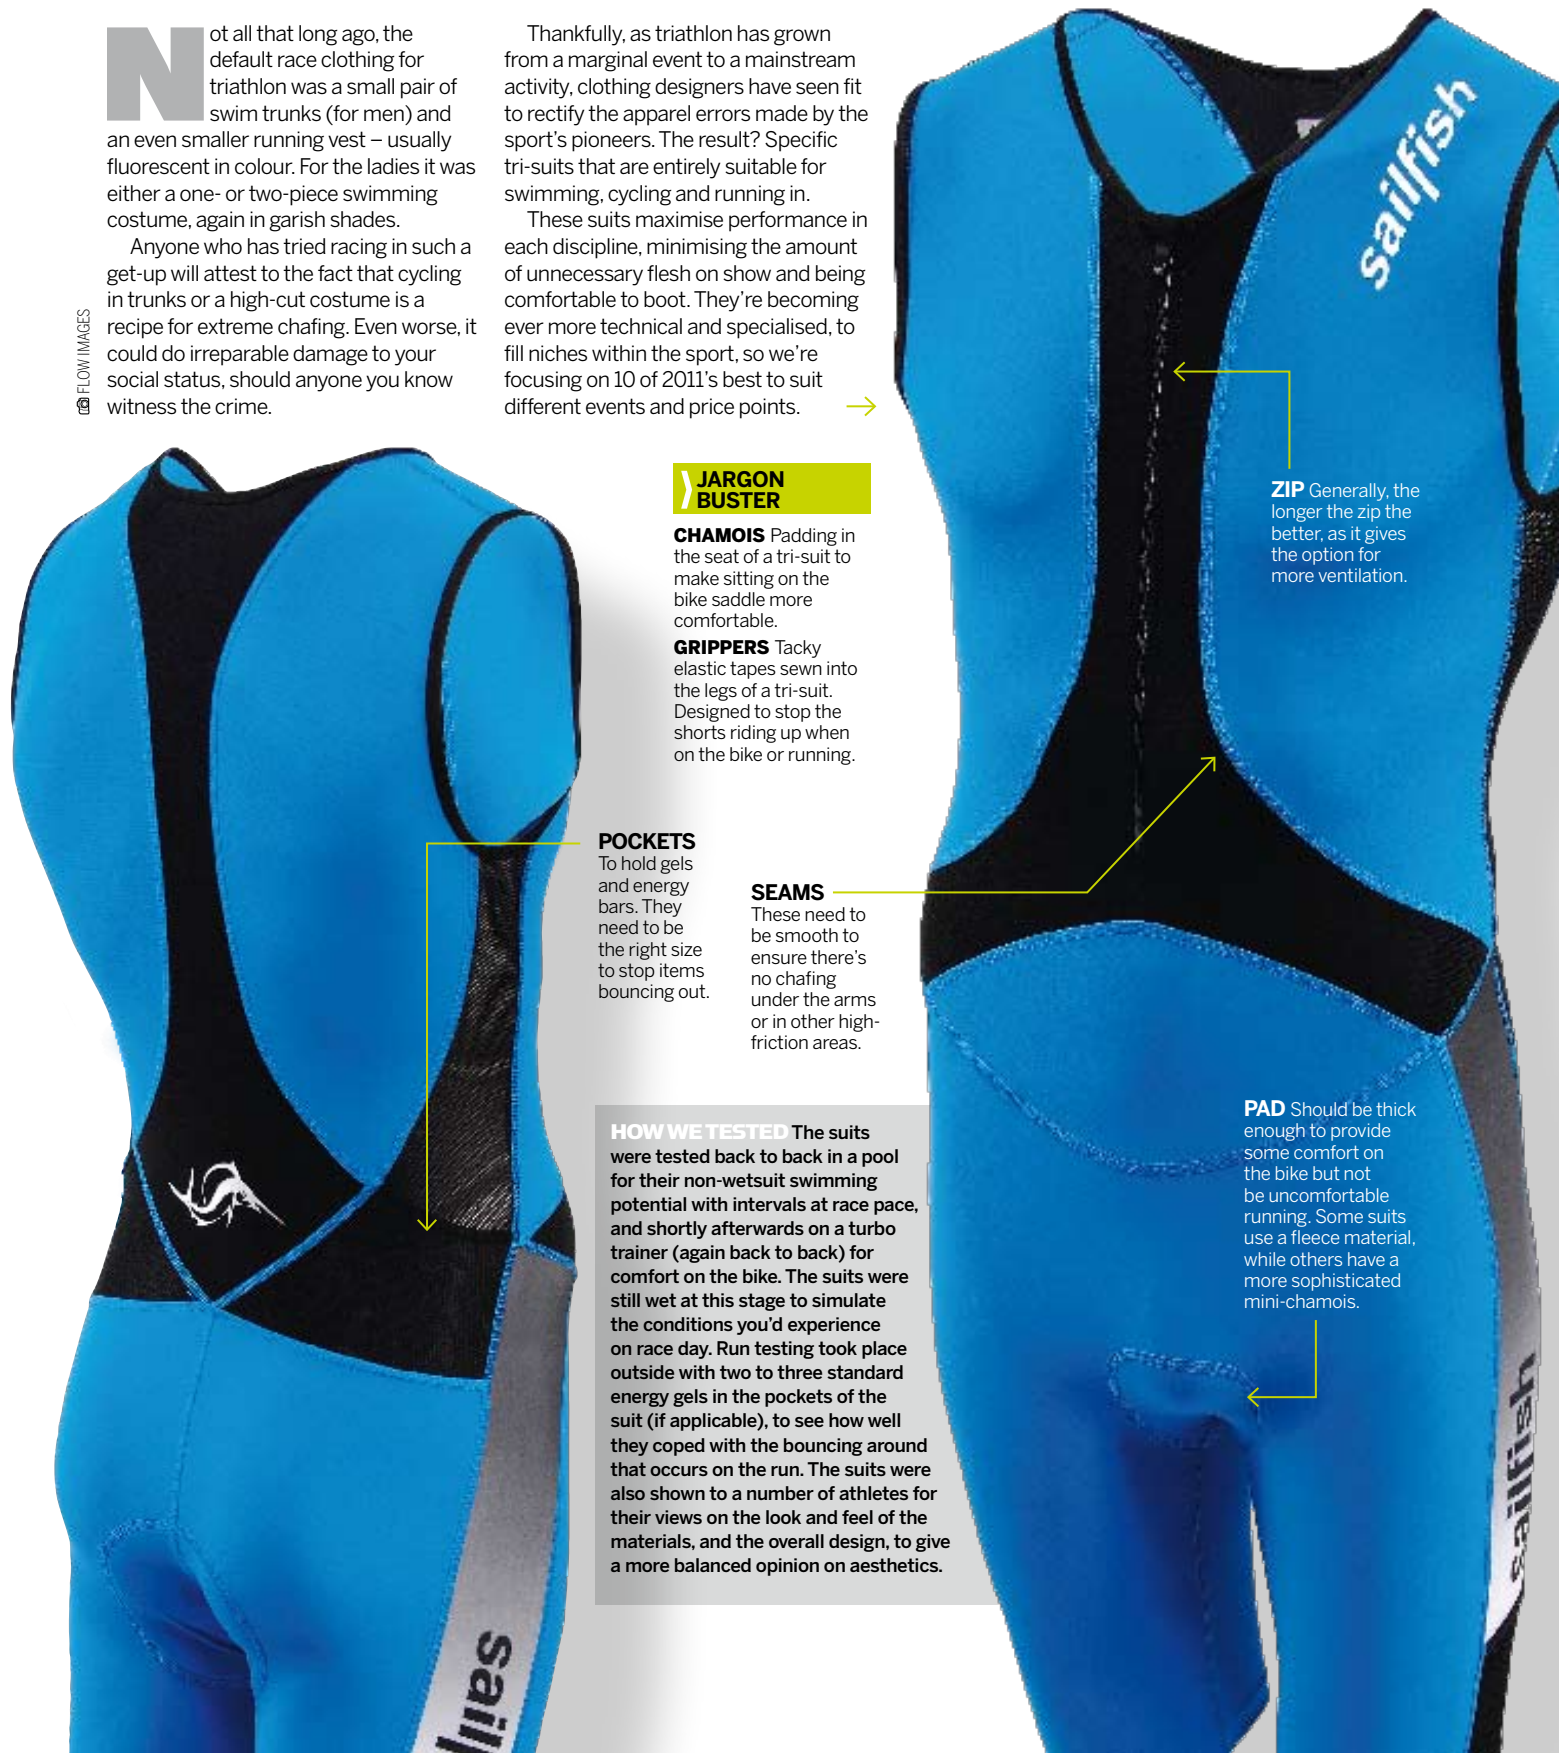 Not all that long ago, the
default race clothing for
triathlon was a small pair of
swim trunks (for men) and
an even smaller running vest – usually
fluorescent in colour. For the ladies it was
either a one- or two-piece swimming
costume, again in garish shades.
Anyone who has tried racing in such a
get-up will attest to the fact that cycling
in trunks or a high-cut costume is a
recipe for extreme chafing. Even worse, it
could do irreparable damage to your
social status, should anyone you know
witness the crime.
FLOW IMAGES
Thankfully, as triathlon has grown
from a marginal event to a mainstream
activity, clothing designers have seen fit
to rectify the apparel errors made by the
sport's pioneers. The result? Specific
tri-suits that are entirely suitable for
swimming, cycling and running in.
These suits maximise performance in
each discipline, minimising the amount
of unnecessary flesh on show and being
comfortable to boot. They're becoming
ever more technical and specialised, to
fill niches within the sport, so we're
focusing on 10 of 2011's best to suit
different events and price points.
sailfish
JARGON
BUSTER
CHAMOIS Padding in
the seat of a tri-suit to
make sitting on the
bike saddle more
comfortable.
GRIPPERS Tacky
elastic tapes sewn into
the legs of a tri-suit.
Designed to stop the
shorts riding up when
on the bike or running.
ZIP Generally, the
longer the zip the
better, as it gives
the option for
more ventilation.
POCKETS
To hold gels
and energy
bars. They
need to be
the right size
to stop items
bouncing out.
SEAMS
These need to
be smooth to
ensure there's
no chafing
under the arms
or in other high-
friction areas.
HOW WE TESTED The suits
were tested back to back in a pool
for their non-wetsuit swimming
potential with intervals at race pace,
and shortly afterwards on a turbo
trainer (again back to back) for
comfort on the bike. The suits were
still wet at this stage to simulate
the conditions you'd experience
on race day. Run testing took place
outside with two to three standard
energy gels in the pockets of the
suit (if applicable), to see how well
they coped with the bouncing around
that occurs on the run. The suits were
also shown to a number of athletes for
their views on the look and feel of the
materials, and the overall design, to give
a more balanced opinion on aesthetics.
PAD Should be thick
enough to provide
some comfort on
the bike but not
be uncomfortable
running. Some suits
use a fleece material,
while others have a
more sophisticated
mini-chamois.
sailfish
sailf